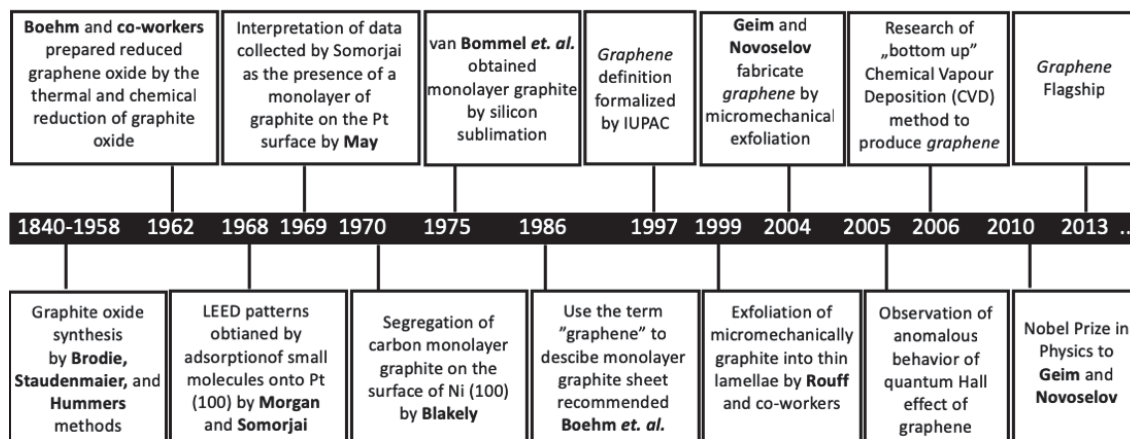 Boehm and co-workers
prepared reduced
graphene oxide by the
thermal and chemical
reduction of graphite
oxide
Interpretation of data
collected by Somorjai
as the presence of a
monolayer of
graphite on the Pt
surface by May
van Bommel et. al.
obtained
monolayer graphite
by silicon
sublimation
Graphene
definition
formalized
by IUPAC
Geim and
Novoselov
fabricate
graphene by
micromechanical
exfoliation
Research of
„bottom up”
Chemical Vapour
Deposition (CVD)
method to
produce graphene
Graphene
Flagship
1840-1958 1962 1968 1969 1970 1975 1986 1997 1999 2004 2005 2006 2010 2013 ..
Graphite oxide
synthesis
by Brodie,
Staudenmaier, and
Hummers
methods
LEED patterns
obtianed by
adsorptionof small
molecules onto Pt
(100) by Morgan
and Somorjai
Segregation of
carbon monolayer
graphite on the
surface of Ni (100)
by Blakely
Use the term
”graphene” to
descibe monolayer
graphite sheet
recommended
Boehm et. al.
Exfoliation of
micromechanically
graphite into thin
lamellae by Rouff
and co-workers
Observation of
anomalous
behavior of
quantum Hall
effect of
graphene
Nobel Prize in
Physics to
Geim and
Novoselov